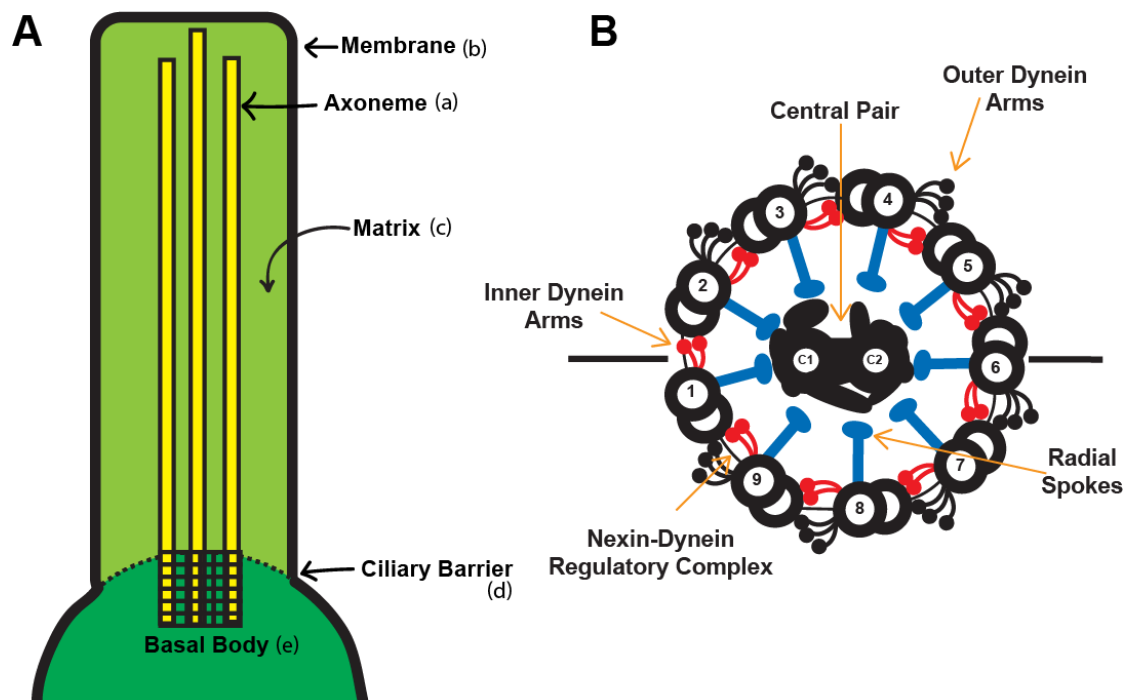 A
Membrane (b)
Axoneme (a)
Matrix (c)
Ciliary Barrier
(d)
Basal Body (e)
B
Outer Dynein
Arms
Central Pair
Inner Dynein
Arms
3
4
2
5
C1
C2
6
1
9
8
7
Radial
Spokes
Nexin-Dynein
Regulatory Complex